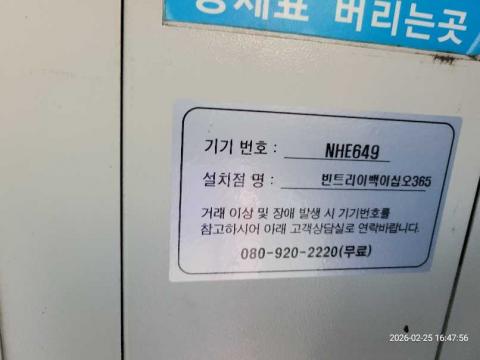 명세표 버리는곳
기기 번호 : NHE649
설치점 명 : 빈트리이백이십오365
거래 이상 및 장애 발생 시 기기번호를
참고하시어 아래 고객상담실로 연락바랍니다.
080-920-2220(무료)
2026-02-25 16:47:56